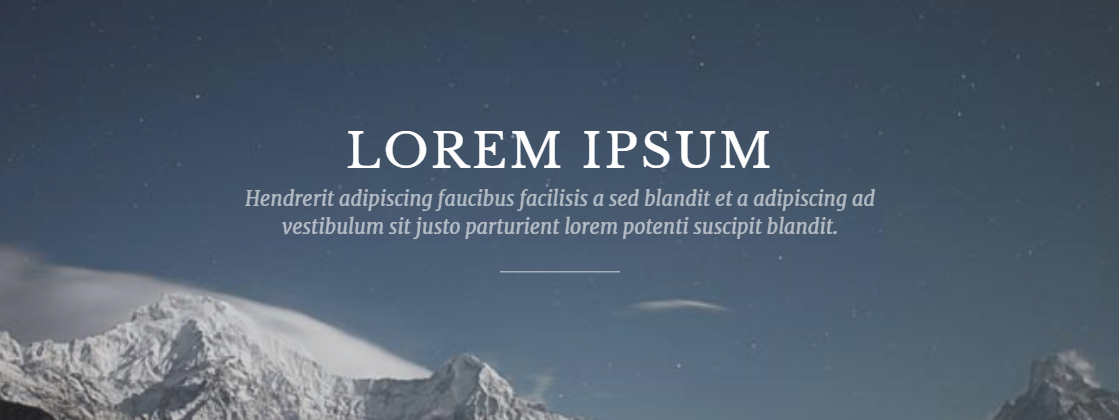 LOREM IPSUM
Hendrerit adipiscing faucibus facilisis a sed blandit et a adipiscing ad
vestibulum sit justo parturient lorem potenti suscipit blandit.